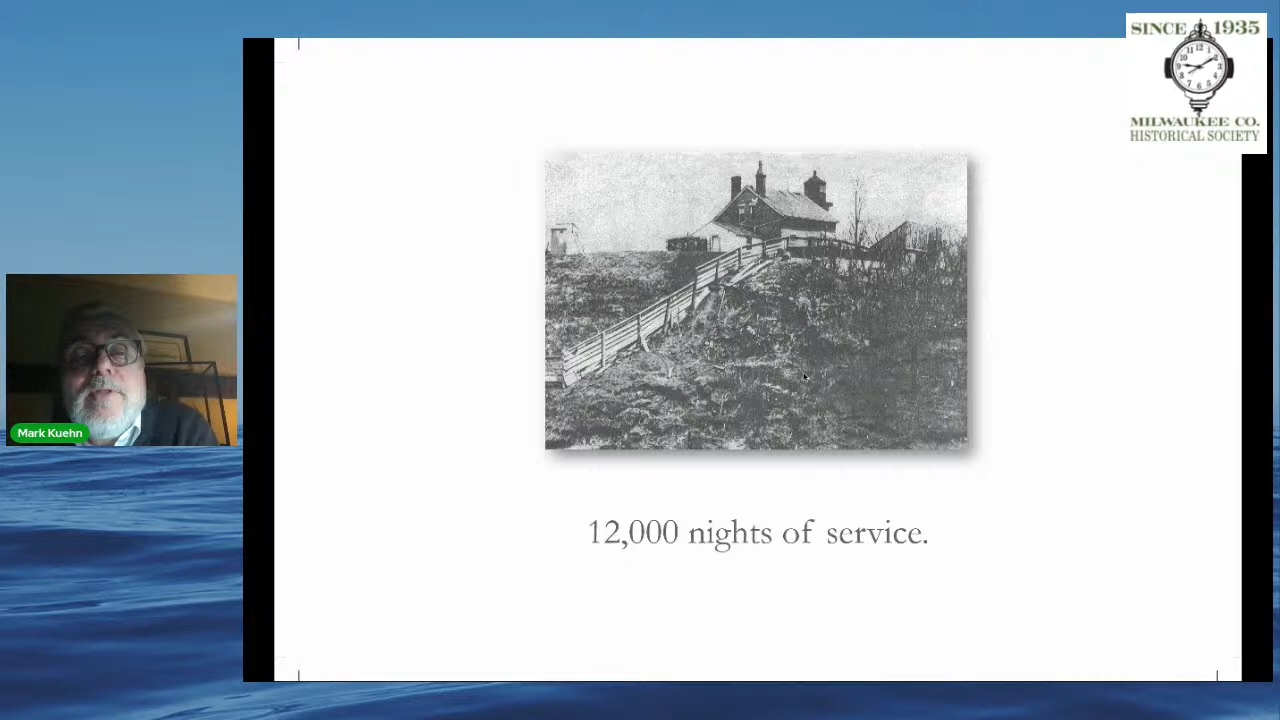 SINCE 1935
MILWAUKEE CO.
HISTORICAL SOCIETY
Mark Kuehn
12,000 nights of service.